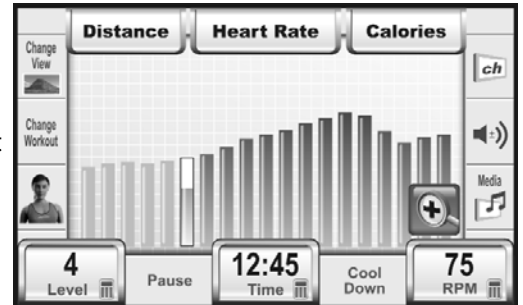 Distance
Heart Rate
Calories
Change
View
ch
Change
Workout
±
Media
4
Level
Pause
12:45
Time
Cool
Down
75
RPM